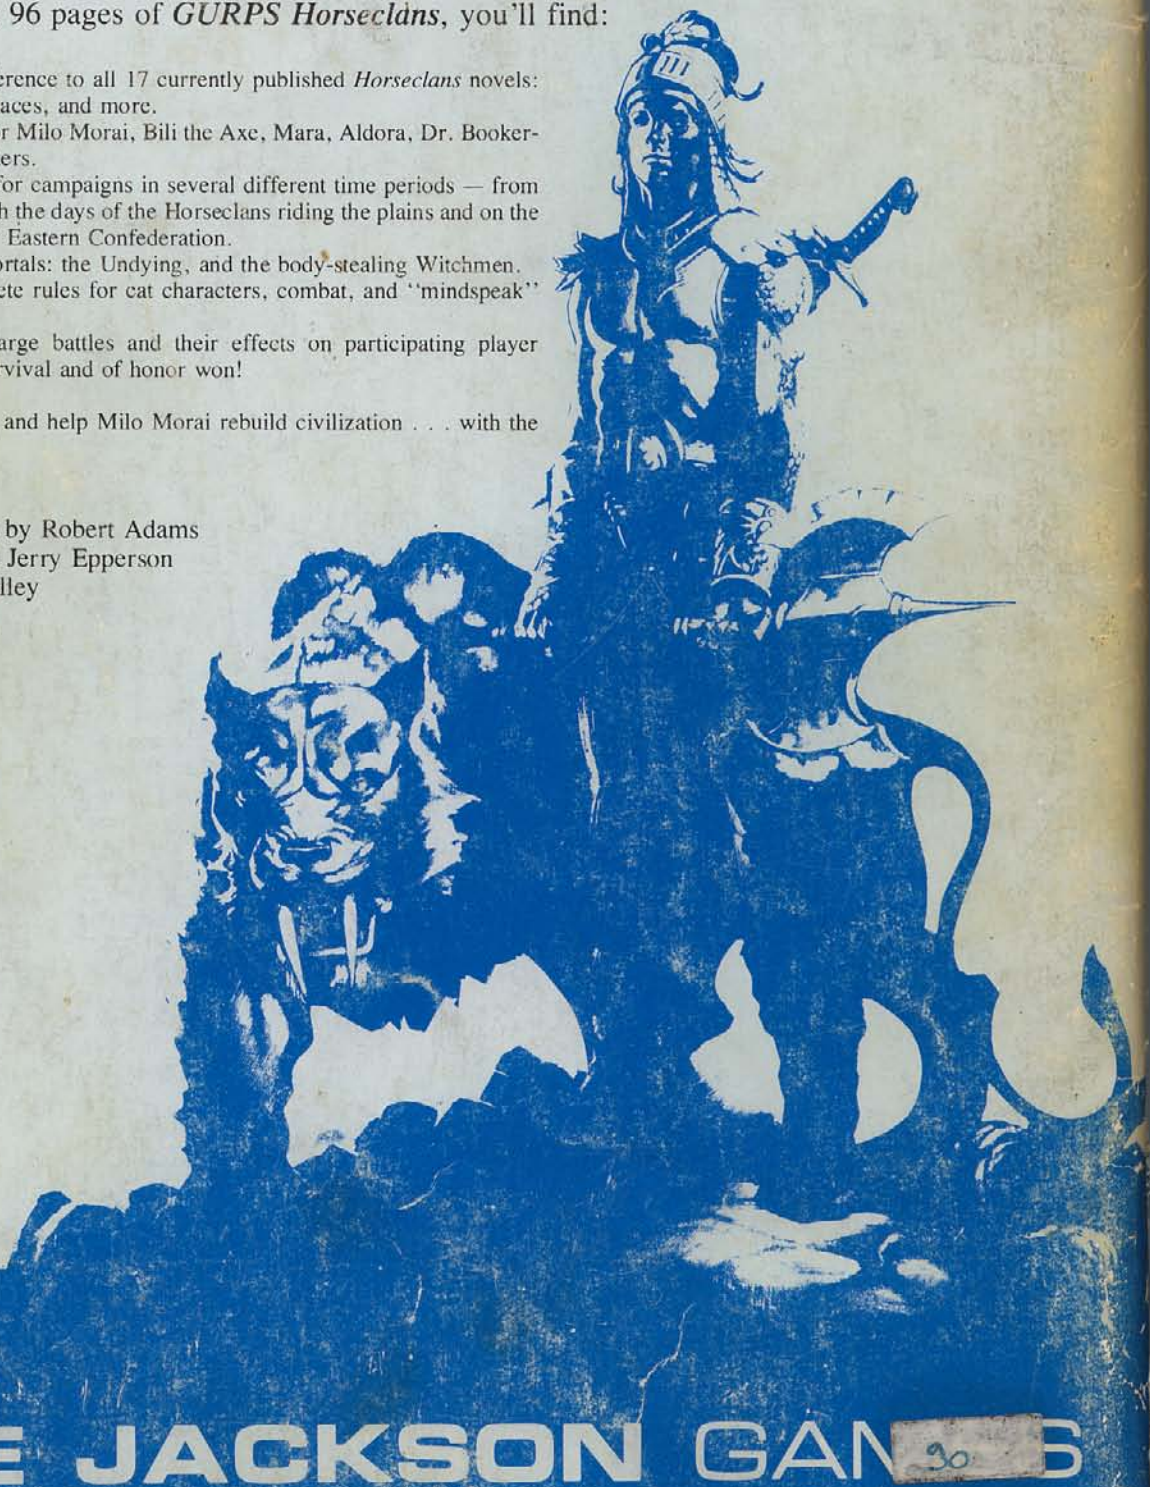 96 pages of GURPS Horseclans, you'll find:
erence to all 17 currently published Horseclans novels:
aces, and more.
r Milo Morai, Bili the Axe, Mara, Aldora, Dr. Booker-
ers.
for campaigns in several different time periods — from
h the days of the Horseclans riding the plains and on the
Eastern Confederation.
ortals: the Undying, and the body-stealing Witchmen.
ete rules for cat characters, combat, and “mindspeak”
arge battles and their effects on participating player
rvival and of honor won!
and help Milo Morai rebuild civilization . . . with the
by Robert Adams
Jerry Epperson
lley
E JACKSON GAMES
90